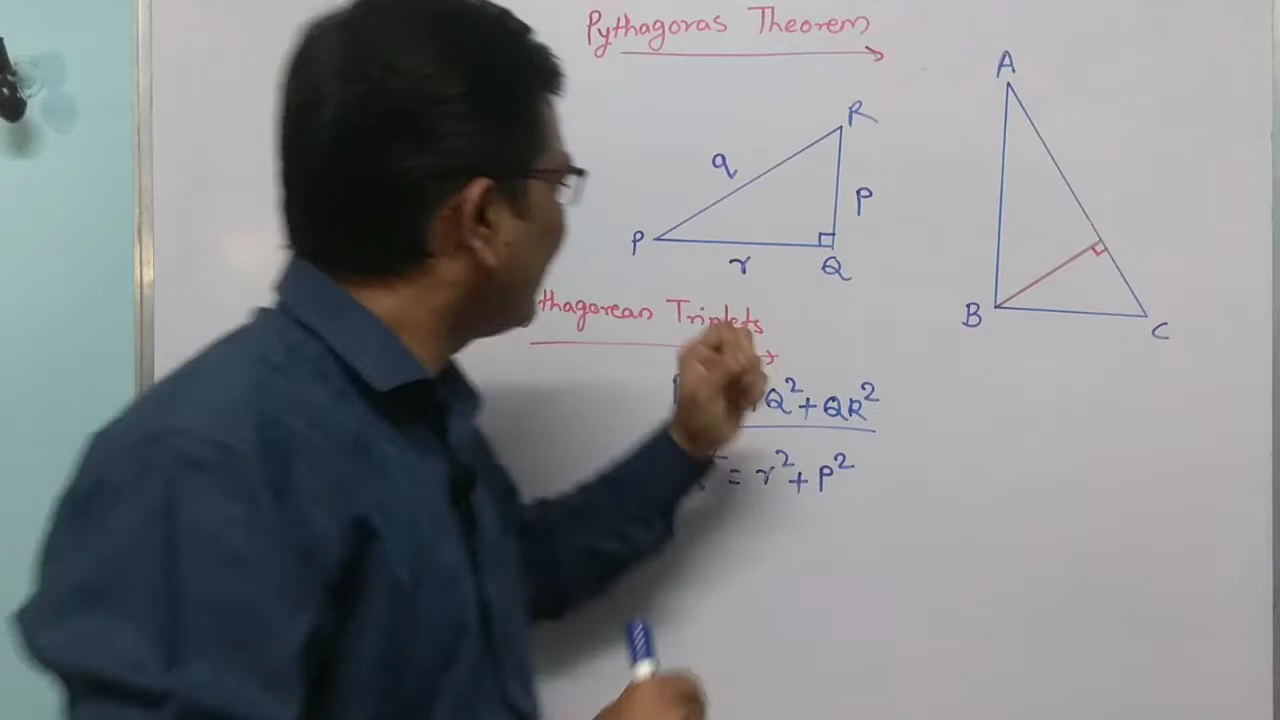 Pythagoras Theorem
A
R
q
P
P
r
Q
B
C
thagorean Triplets
Q²+QR²
= r²+P²